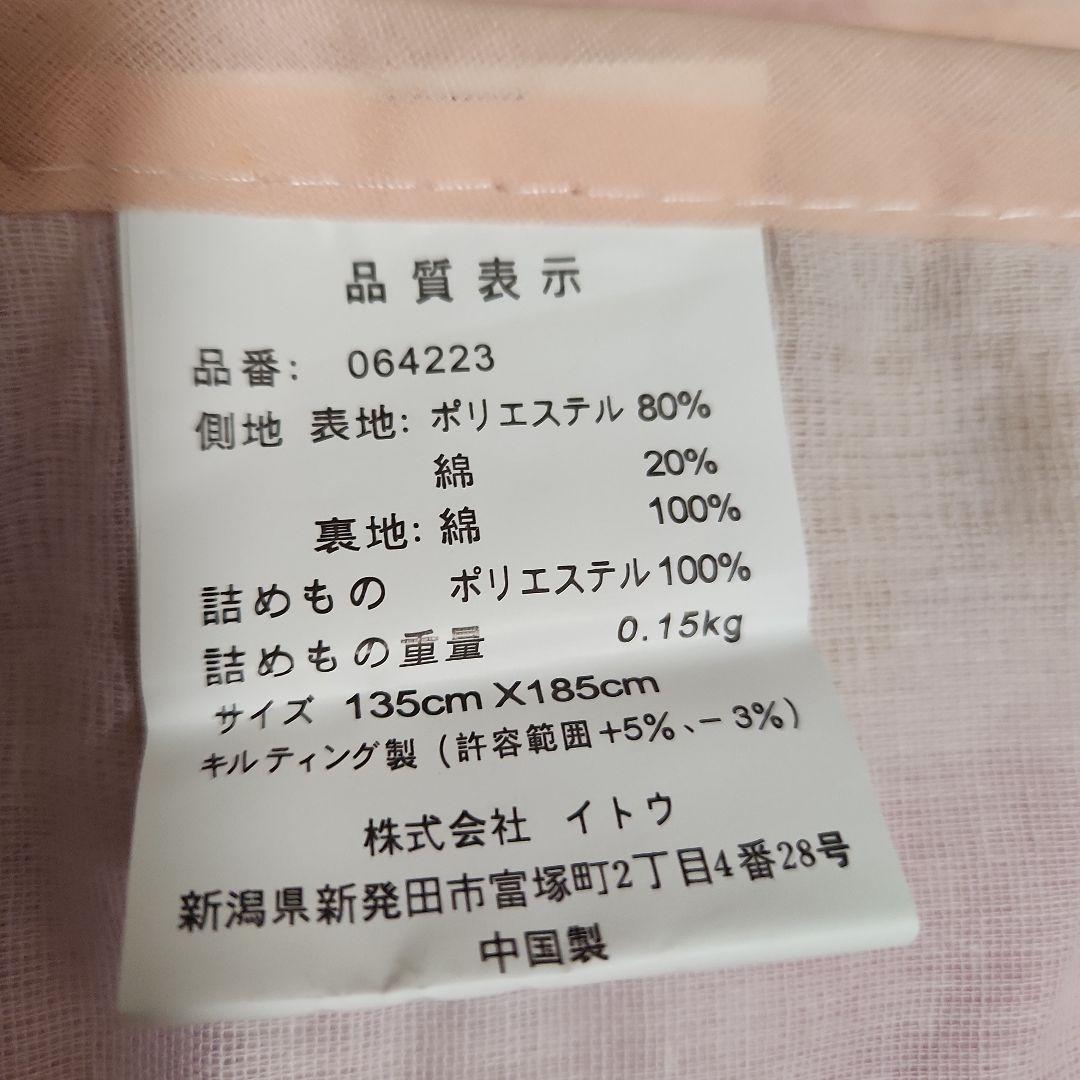 品質表示
品番: 064223
側地 表地: ポリエステル 80%
綿 20%
裏地: 綿 100%
詰めもの ポリエステル100%
詰めもの重量 0.15kg
サイズ 135cm X185cm
キルティング製 (許容範囲+5%、−3%)
株式会社 イトウ
新潟県新発田市富塚町2丁目4番28号
中国製